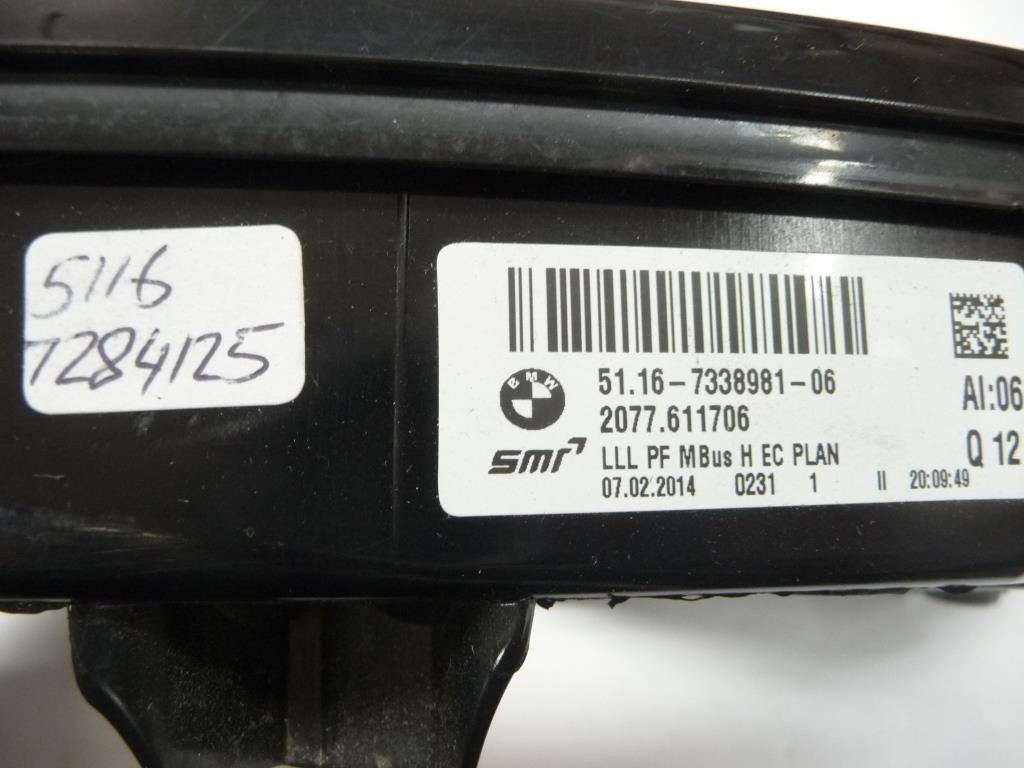 5116
7284125
BMW
51.16-7338981-06
AI:06
2077.611706
smr
LLL PF MBus H EC PLAN
Q 12
07.02.2014 0231 1 II 20:09:49